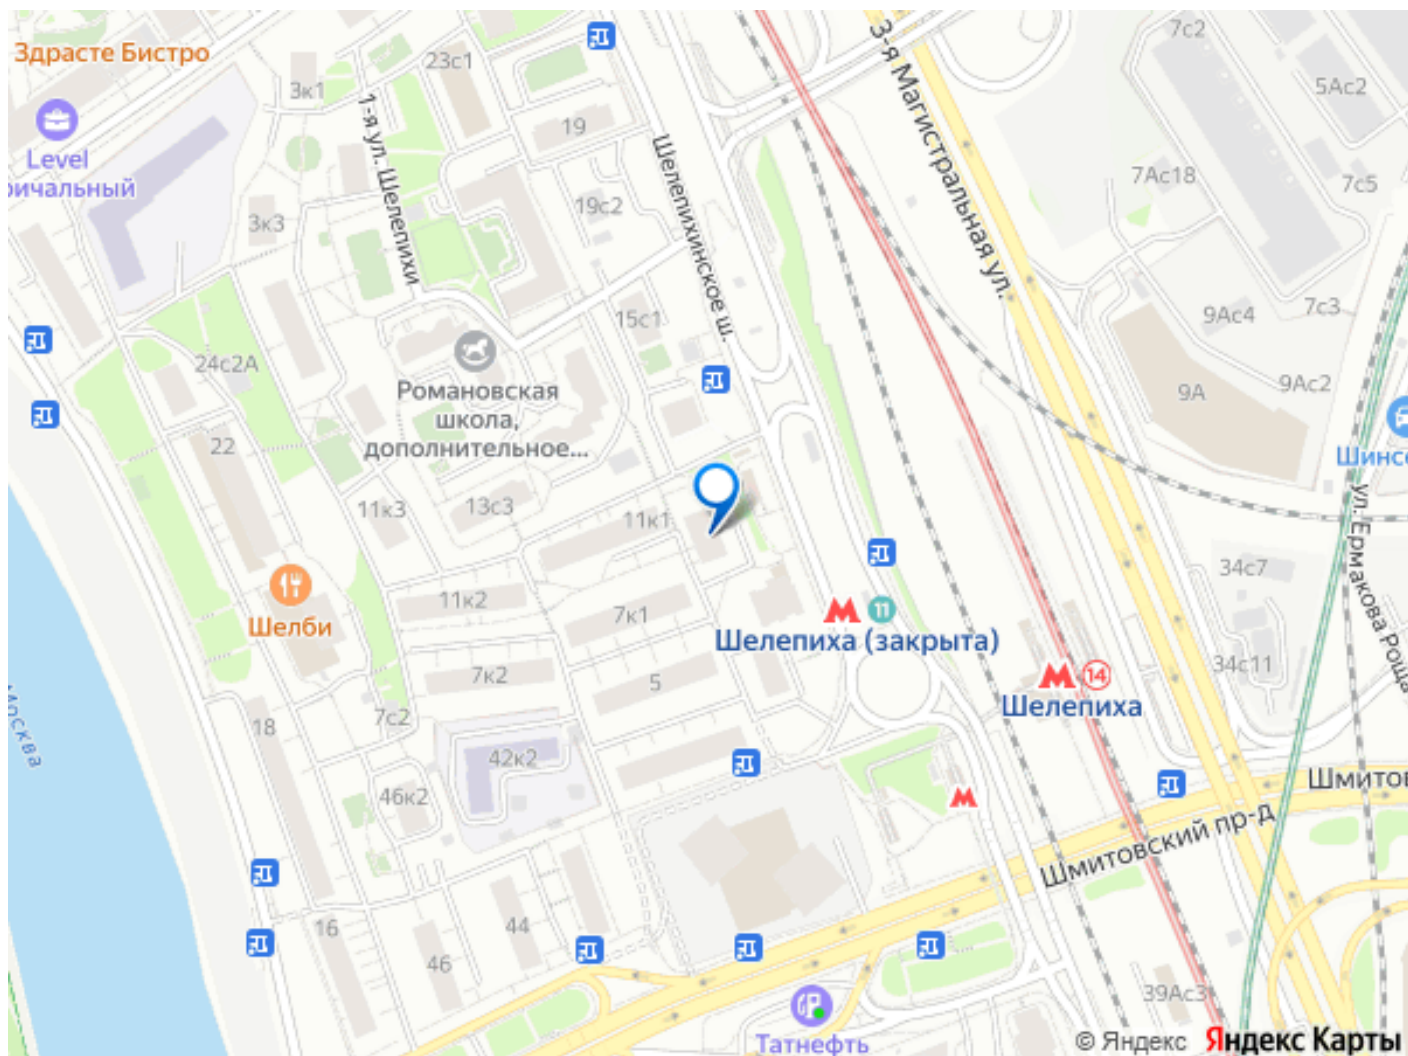 7с2
Здрасте Бистро
23с1
3-я Магистральная ул.
3к1
5Ас2
19
1-я ул. Шелепихи
Шелепихинское ш.
Level
ричальный
7Ас18
7с5
3к3
19с2
15с1
7с3
9Ас4
24с2А
Романовская
школа,
дополнительное...
9А
9Ас2
22
Шинсе
11к3
13с3
11к1
ул. Ермакова Роща
34с7
11к2
7к1
11
Шелби
Шелепиха (закрыта)
34с11
7к2
5
14
Шелепиха
Москва
7с2
18
42к2
46к2
Шмитов
Шмитовский пр-д
16
44
46
39Ас3
Татнефть
© Яндекс Яндекс Карты